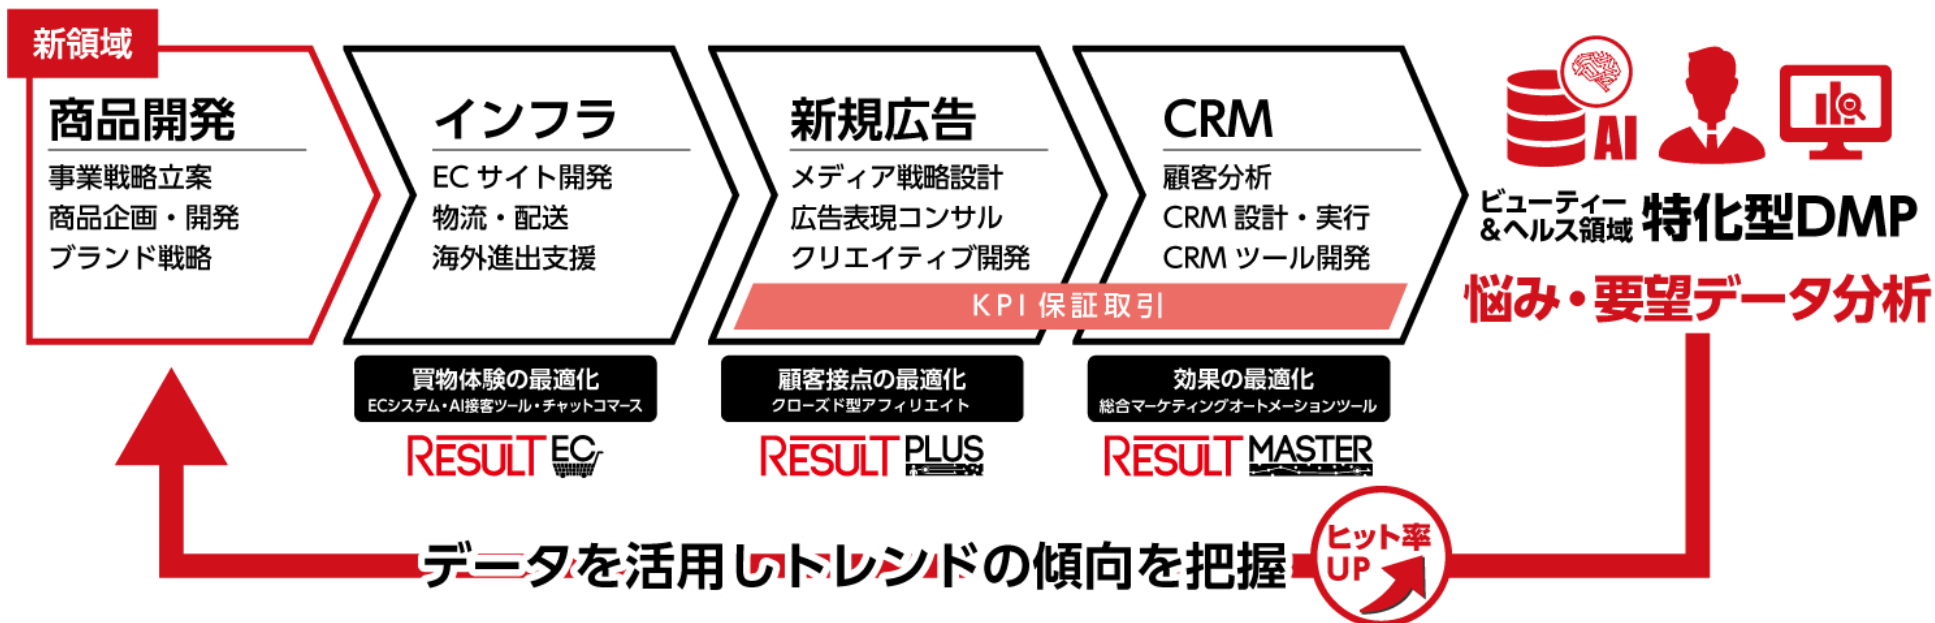 新領域
商品開発
事業戦略立案
商品企画・開発
ブランド戦略
インフラ
EC サイト開発
物流・配送
海外進出支援
新規広告
メディア戦略設計
広告表現コンサル
クリエイティブ開発
CRM
顧客分析
CRM 設計・実行
CRM ツール開発
KPI 保証取引
AI
ビューティー
&ヘルス領域 特化型DMP
悩み・要望データ分析
買物体験の最適化
ECシステム・AI接客ツール・チャットコマース
RESULT EC
顧客接点の最適化
クローズド型アフィリエイト
RESULT PLUS
効果の最適化
総合マーケティングオートメーションツール
RESULT MASTER
データを活用しトレンドの傾向を把握
ヒット率
UP